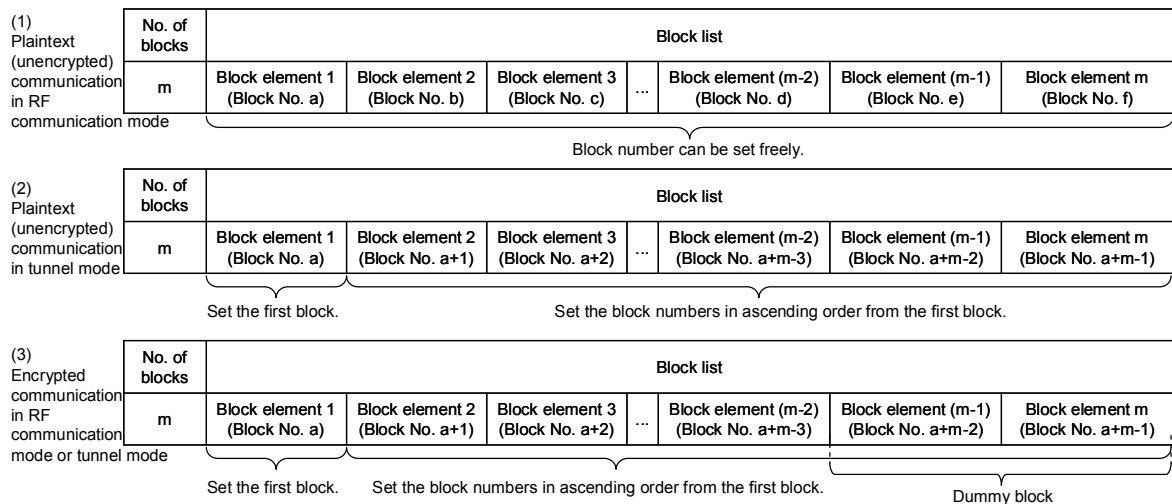 (1)
Plaintext
(unencrypted)
communication
in RF
communication mode
No. of
blocks
Block list
m
Block element 1
(Block No. a)
Block element 2
(Block No. b)
Block element 3
(Block No. c)
...
Block element (m-2)
(Block No. d)
Block element (m-1)
(Block No. e)
Block element m
(Block No. f)
Block number can be set freely.
(2)
Plaintext
(unencrypted)
communication
in tunnel mode
No. of
blocks
Block list
m
Block element 1
(Block No. a)
Block element 2
(Block No. a+1)
Block element 3
(Block No. a+2)
...
Block element (m-2)
(Block No. a+m-3)
Block element (m-1)
(Block No. a+m-2)
Block element m
(Block No. a+m-1)
Set the first block.
Set the block numbers in ascending order from the first block.
(3)
Encrypted
communication
in RF
communication
mode or tunnel mode
No. of
blocks
Block list
m
Block element 1
(Block No. a)
Block element 2
(Block No. a+1)
Block element 3
(Block No. a+2)
...
Block element (m-2)
(Block No. a+m-3)
Block element (m-1)
(Block No. a+m-2)
Block element m
(Block No. a+m-1)
Set the first block.
Set the block numbers in ascending order from the first block.
Dummy block